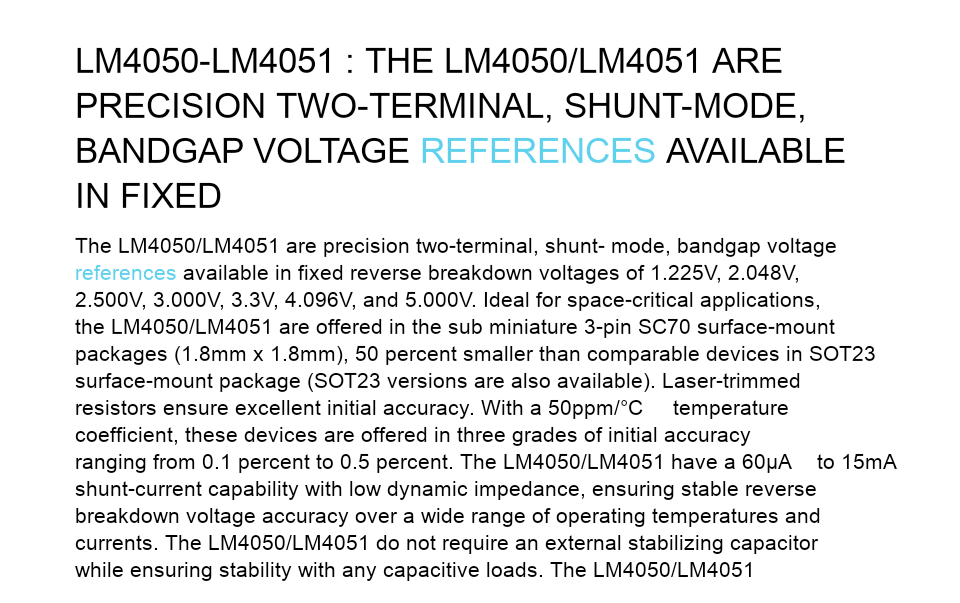 LM4050-LM4051 : THE LM4050/LM4051 ARE
PRECISION TWO-TERMINAL, SHUNT-MODE,
BANDGAP VOLTAGE REFERENCES AVAILABLE
IN FIXED
The LM4050/LM4051 are precision two-terminal, shunt- mode, bandgap voltage
references available in fixed reverse breakdown voltages of 1.225V, 2.048V,
2.500V, 3.000V, 3.3V, 4.096V, and 5.000V. Ideal for space-critical applications,
the LM4050/LM4051 are offered in the sub miniature 3-pin SC70 surface-mount
packages (1.8mm x 1.8mm), 50 percent smaller than comparable devices in SOT23
surface-mount package (SOT23 versions are also available). Laser-trimmed
resistors ensure excellent initial accuracy. With a 50ppm/°C temperature
coefficient, these devices are offered in three grades of initial accuracy
ranging from 0.1 percent to 0.5 percent. The LM4050/LM4051 have a 60µA to 15mA
shunt-current capability with low dynamic impedance, ensuring stable reverse
breakdown voltage accuracy over a wide range of operating temperatures and
currents. The LM4050/LM4051 do not require an external stabilizing capacitor
while ensuring stability with any capacitive loads. The LM4050/LM4051